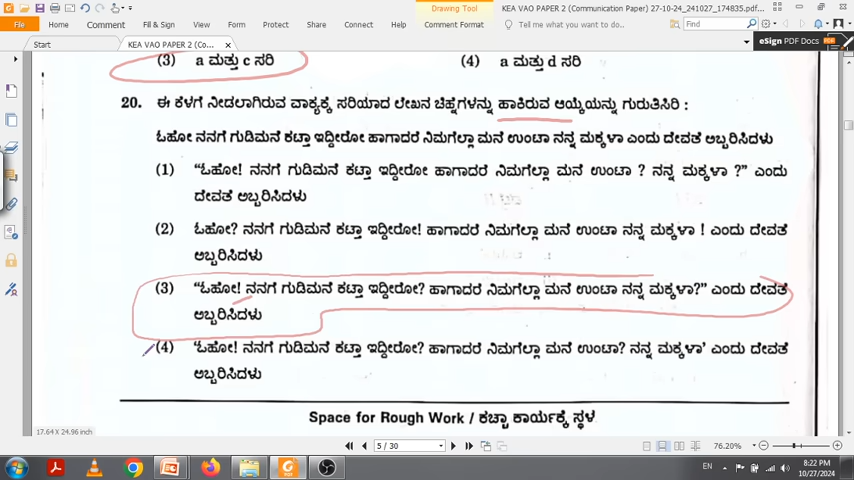 KEA VAO PAPER 2 (Communication Paper) 27-10-24_241027_174835.pdf...
Drawing Tool
File
Home
Comment
Fill & Sign
Tell me what you want to do...
View
Form
Protect
Share
Help
Comment Format
Find
Start
KEA VAO PAPER 2 (Co... ×
eSign PDF Docs
(3) a ಮತ್ತು c ಸರಿ (4) a ಮತ್ತು d ಸರಿ
20. ಈ ಕೆಳಗೆ ನೀಡಲಾಗಿರುವ ವಾಕ್ಯಕ್ಕೆ ಸರಿಯಾದ ಲೇಖನ ಚಿಹ್ನೆಗಳನ್ನು ಹಾಕಿರುವ ಆಯ್ಕೆಯನ್ನು ಗುರುತಿಸಿರಿ :
ಓಹೋ ನನಗೆ ಗುಡಿಮನೆ ಕಟ್ತಾ ಇದ್ದೀರೋ ಹಾಗಾದರೆ ನಿಮಗೆಲ್ಲಾ ಮನೆ ಉಂಟಾ ನನ್ನ ಮಕ್ಕಳಾ ಎಂದು ದೇವತೆ ಅಬ್ಬರಿಸಿದಳು
(1) “ಓಹೋ! ನನಗೆ ಗುಡಿಮನೆ ಕಟ್ತಾ ಇದ್ದೀರೋ ಹಾಗಾದರೆ ನಿಮಗೆಲ್ಲಾ ಮನೆ ಉಂಟಾ ? ನನ್ನ ಮಕ್ಕಳಾ ?” ಎಂದು
ದೇವತೆ ಅಬ್ಬರಿಸಿದಳು
(2) ಓಹೋ? ನನಗೆ ಗುಡಿಮನೆ ಕಟ್ತಾ ಇದ್ದೀರೋ! ಹಾಗಾದರೆ ನಿಮಗೆಲ್ಲಾ ಮನೆ ಉಂಟಾ ನನ್ನ ಮಕ್ಕಳಾ ! ಎಂದು ದೇವತೆ
ಅಬ್ಬರಿಸಿದಳು
(3) “ಓಹೋ! ನನಗೆ ಗುಡಿಮನೆ ಕಟ್ತಾ ಇದ್ದೀರೋ? ಹಾಗಾದರೆ ನಿಮಗೆಲ್ಲಾ ಮನೆ ಉಂಟಾ ನನ್ನ ಮಕ್ಕಳಾ?” ಎಂದು ದೇವತೆ
ಅಬ್ಬರಿಸಿದಳು
(4) ‘ಓಹೋ! ನನಗೆ ಗುಡಿಮನೆ ಕಟ್ತಾ ಇದ್ದೀರೋ? ಹಾಗಾದರೆ ನಿಮಗೆಲ್ಲಾ ಮನೆ ಉಂಟಾ? ನನ್ನ ಮಕ್ಕಳಾ’ ಎಂದು ದೇವತೆ
ಅಬ್ಬರಿಸಿದಳು
Space for Rough Work / ಕಚ್ಚಾ ಕಾರ್ಯಕ್ಕೆ ಸ್ಥಳ
17.64 x 24.96 inch
5 / 30
76.20%
EN
8:22 PM
10/27/2024